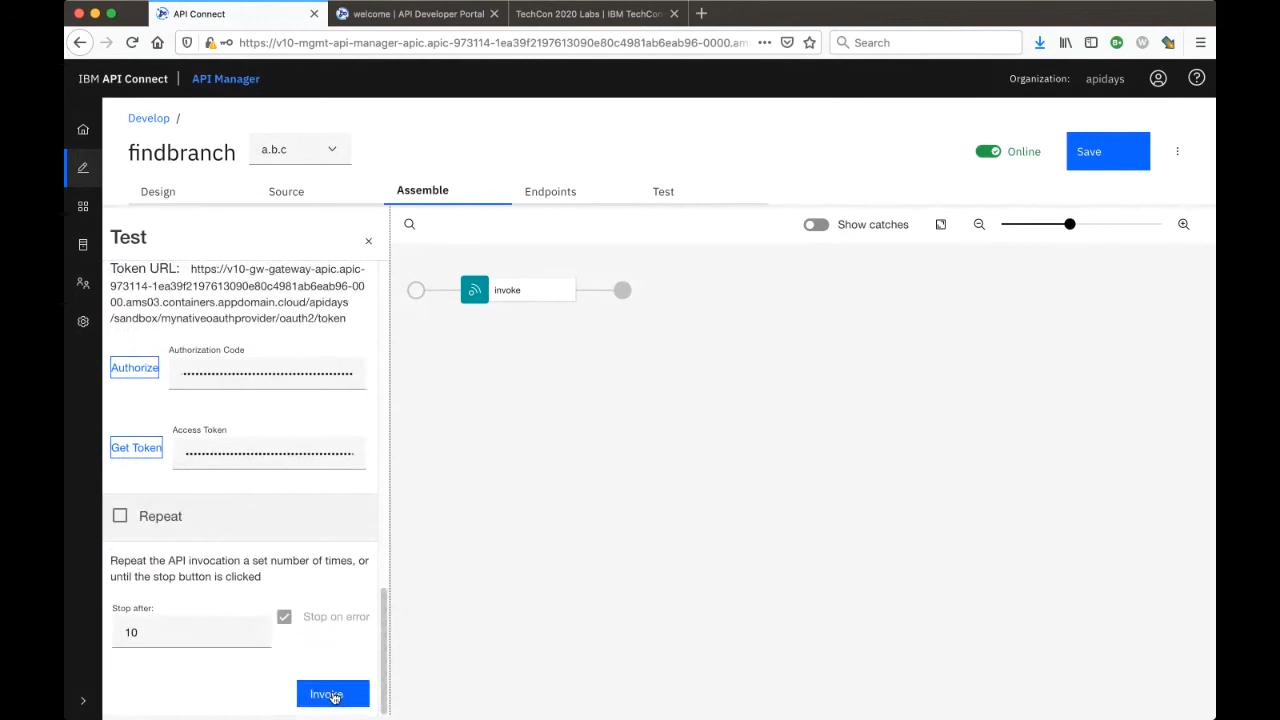 API Connect
welcome | API Developer Portal
TechCon 2020 Labs | IBM TechCon
https://v10-mgmt-api-manager-apic.apic-973114-1ea39f2197613090e80c4981ab6eab96-0000.am
Search
IBM API Connect | API Manager
Organization: apidays
Develop /
findbranch
a.b.c
Online
Save
Design
Source
Assemble
Endpoints
Test
Test
Show catches
Token URL: https://v10-gw-gateway-apic.apic-
973114-1ea39f2197613090e80c4981ab6eab96-00
00.ams03.containers.appdomain.cloud/apidays
/sandbox/mynativeoauthprovider/oauth2/token
invoke
Authorization Code
Authorize
Access Token
Get Token
Repeat
Repeat the API invocation a set number of times, or
until the stop button is clicked
Stop after:
Stop on error
10
Invoke